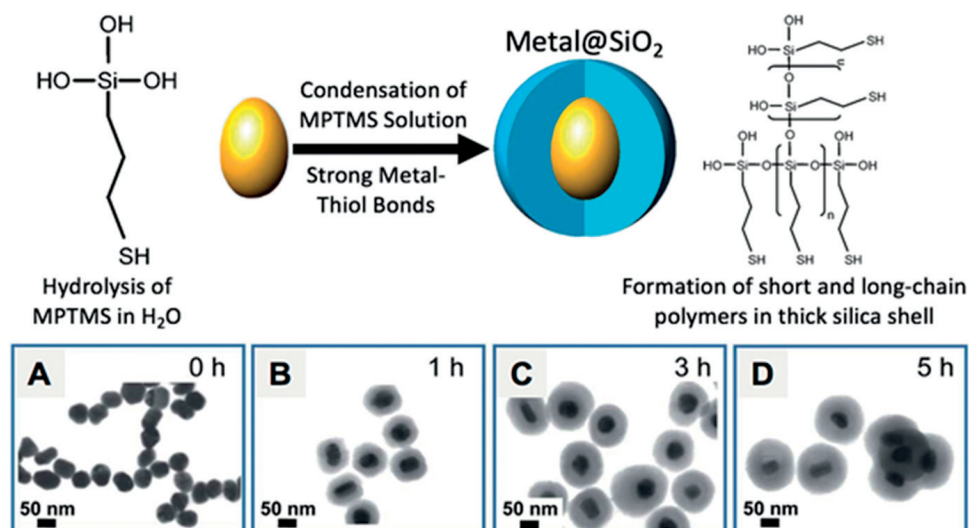 OH
HO–Si–OH
SH
Hydrolysis of
MPTMS in H₂O
Condensation of
MPTMS Solution
Strong Metal-
Thiol Bonds
Metal@SiO₂
OH
HO–Si
SH
n
O
HO–Si
SH
O
OH
OH
HO–Si–O
Si–O
Si–OH
n
SH
SH
SH
Formation of short and long-chain
polymers in thick silica shell
A
0 h
50 nm
B
1 h
50 nm
C
3 h
50 nm
D
5 h
50 nm